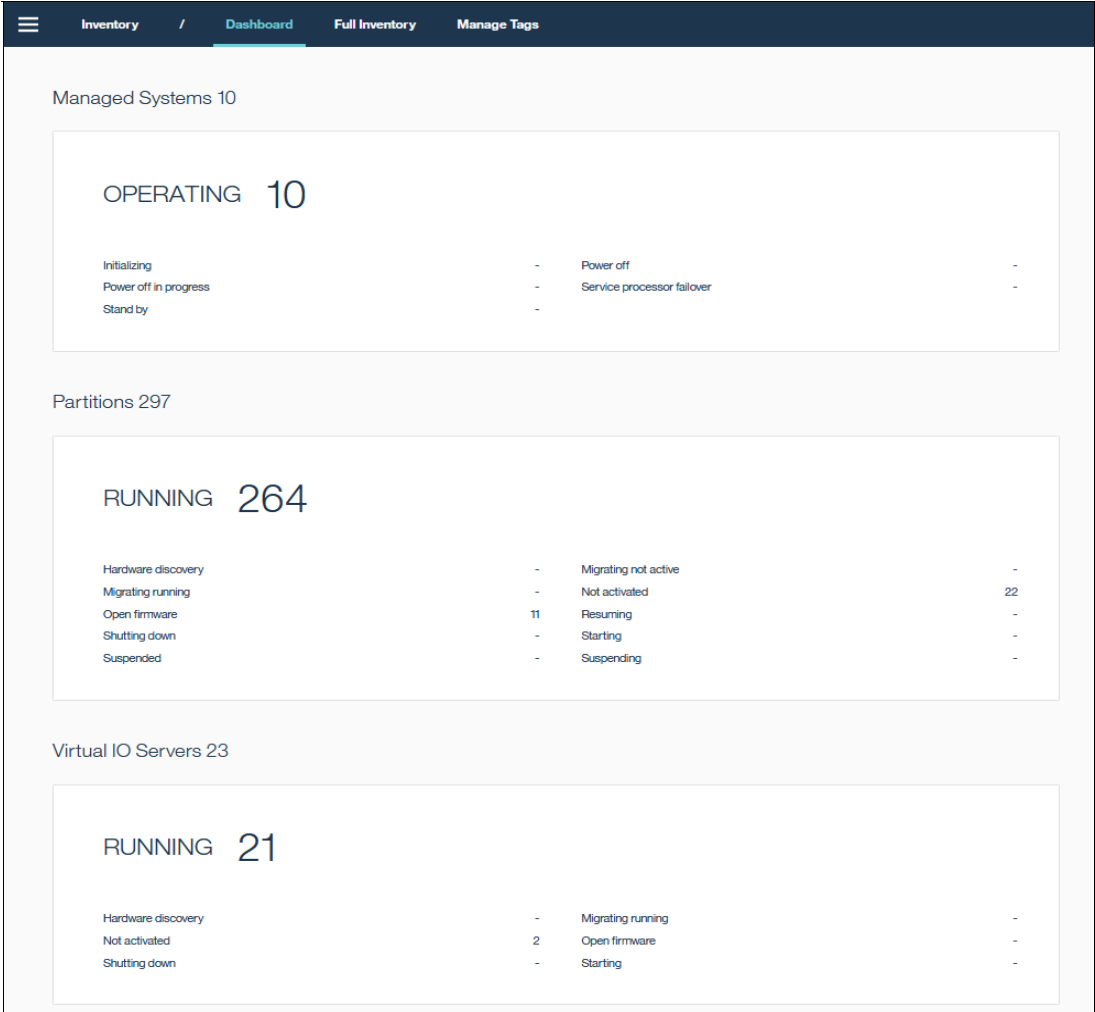 Inventory / Dashboard Full Inventory Manage Tags
Managed Systems 10
OPERATING 10
Initializing - Power off -
Power off in progress - Service processor failover -
Stand by -
Partitions 297
RUNNING 264
Hardware discovery - Migrating not active -
Migrating running - Not activated 22
Open firmware 11 Resuming -
Shutting down - Starting -
Suspended - Suspending -
Virtual IO Servers 23
RUNNING 21
Hardware discovery - Migrating running -
Not activated 2 Open firmware -
Shutting down - Starting -